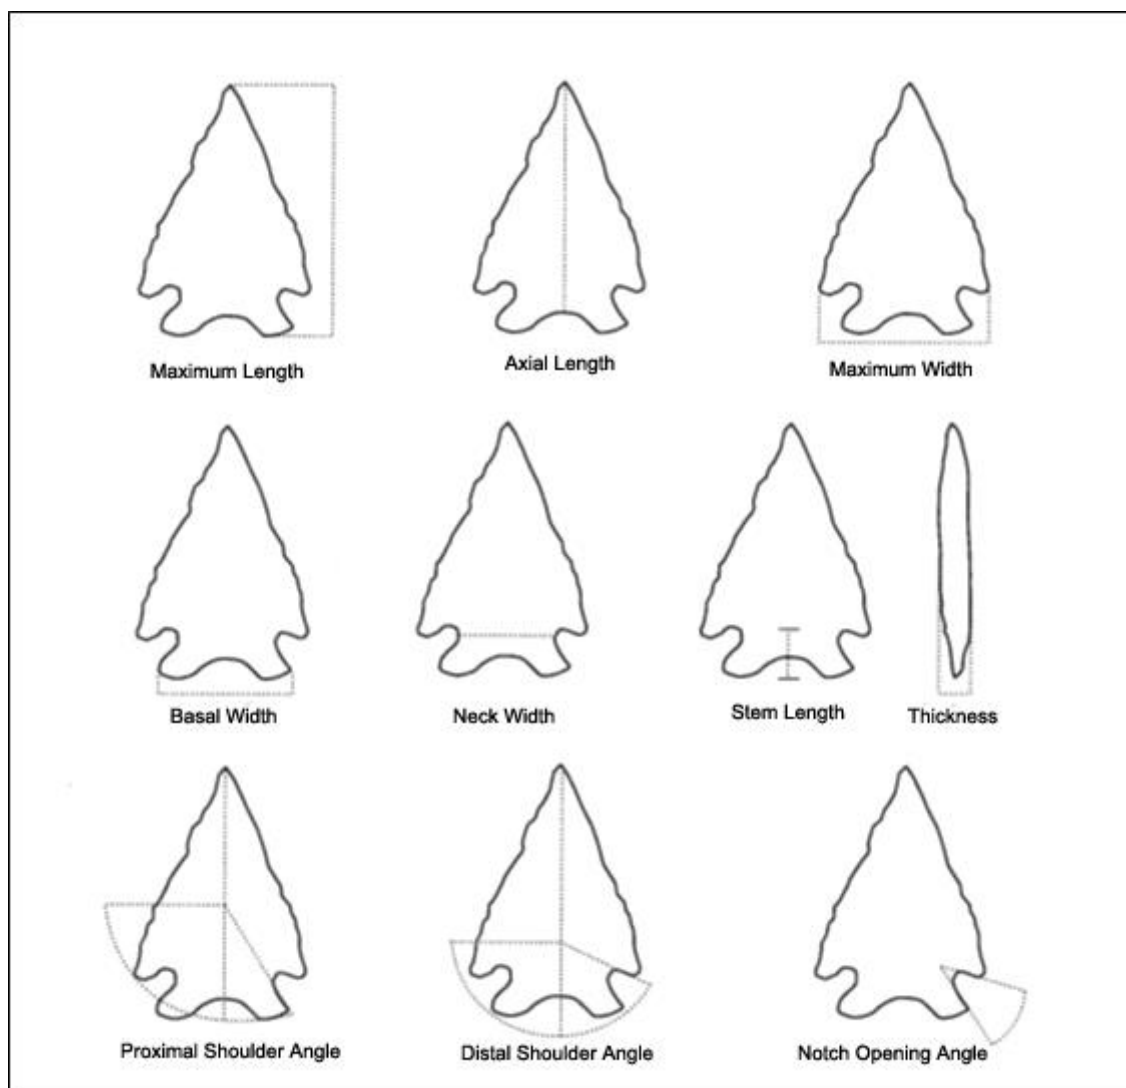 Maximum Length
Axial Length
Maximum Width
Basal Width
Neck Width
Stem Length
Thickness
Proximal Shoulder Angle
Distal Shoulder Angle
Notch Opening Angle